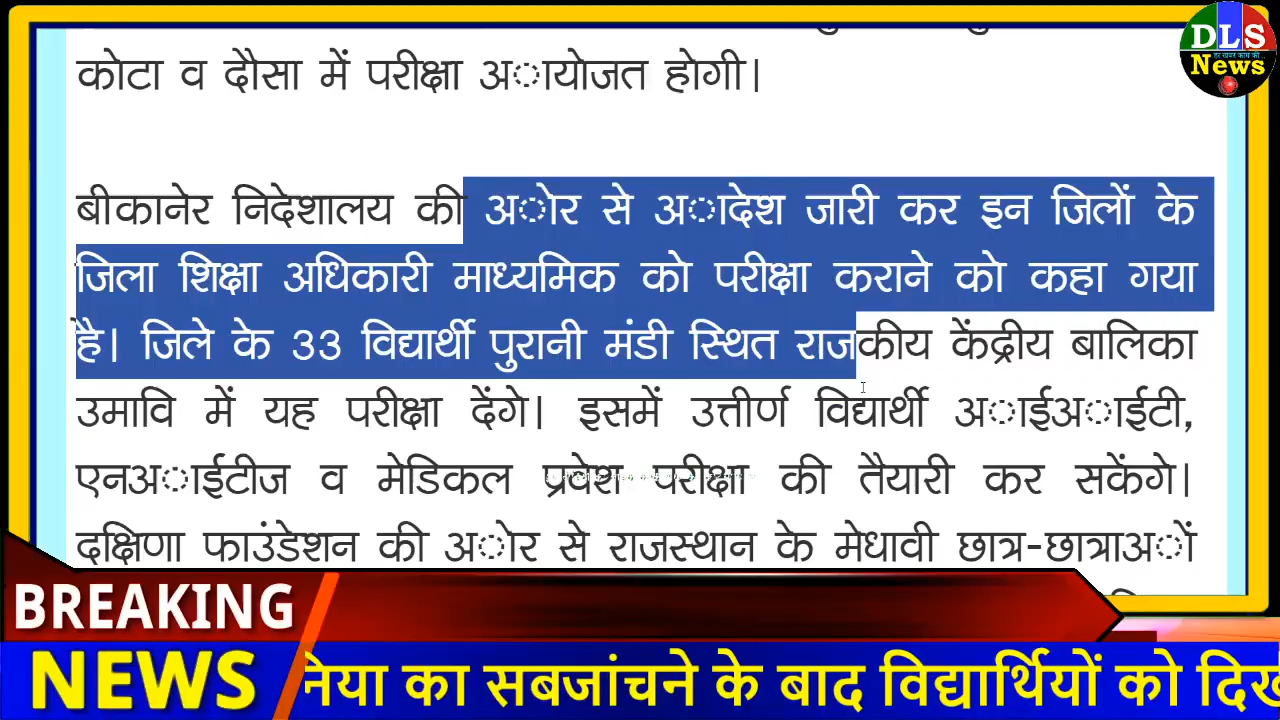 कोटा व दौसा में परीक्षा अायोजत होगी।
बीकानेर निदेशालय की अोर से अादेश जारी कर इन जिलों के
जिला शिक्षा अधिकारी माध्यमिक को परीक्षा कराने को कहा गया
है। जिले के 33 विद्यार्थी पुरानी मंडी स्थित राजकीय केंद्रीय बालिका
उमावि में यह परीक्षा देंगे। इसमें उत्तीर्ण विद्यार्थी अाईअाईटी,
एनअाईटीज व मेडिकल प्रवेश परीक्षा की तैयारी कर सकेंगे।
दक्षिणा फाउंडेशन की अोर से राजस्थान के मेधावी छात्र-छात्राअों
DLS
News
BREAKING
NEWS
निया का सबजांचने के बाद विद्यार्थियों को दिख